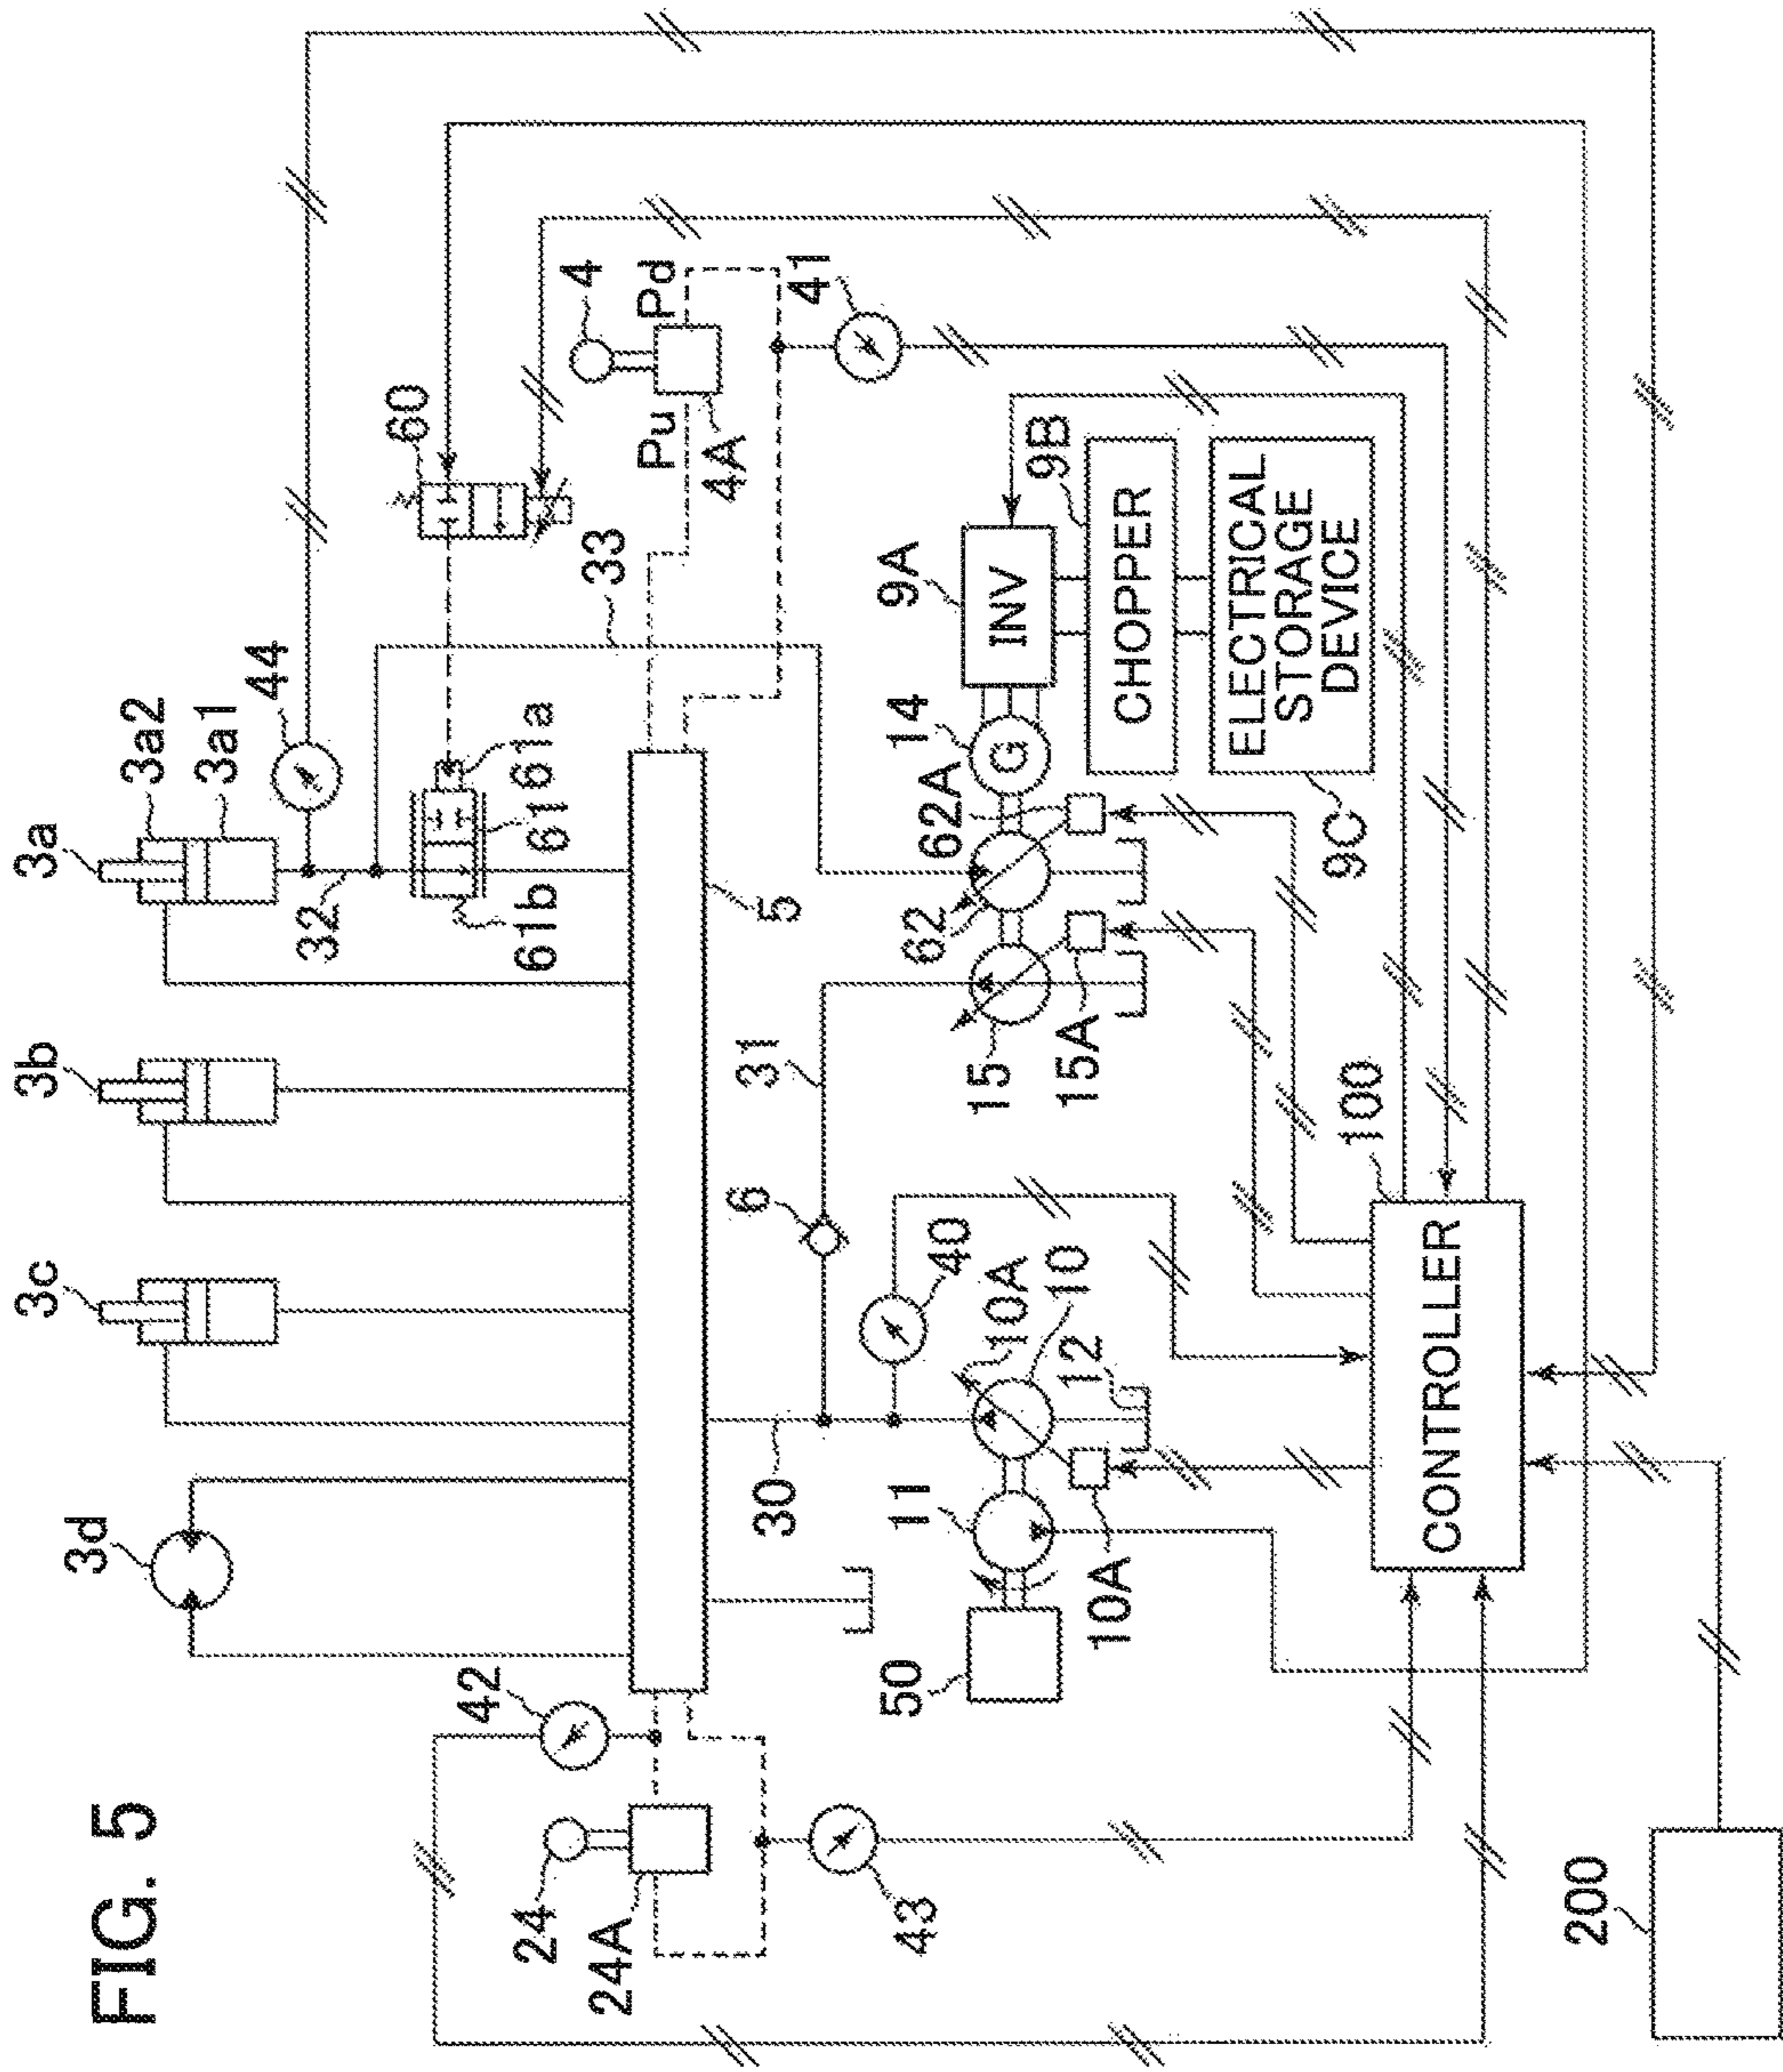 FIG. 5
3d
3c
3b
3a
3a2
3a1
44
60
32
61b
61
61a
33
4
Pu
Pd
4A
41
42
24
24A
43
5
6
31
30
40
10A
10
12
11
50
10A
15
15A
62
62A
14
G
9A
INV
9B
CHOPPER
ELECTRICAL
STORAGE
DEVICE
9C
100
CONTROLLER
200